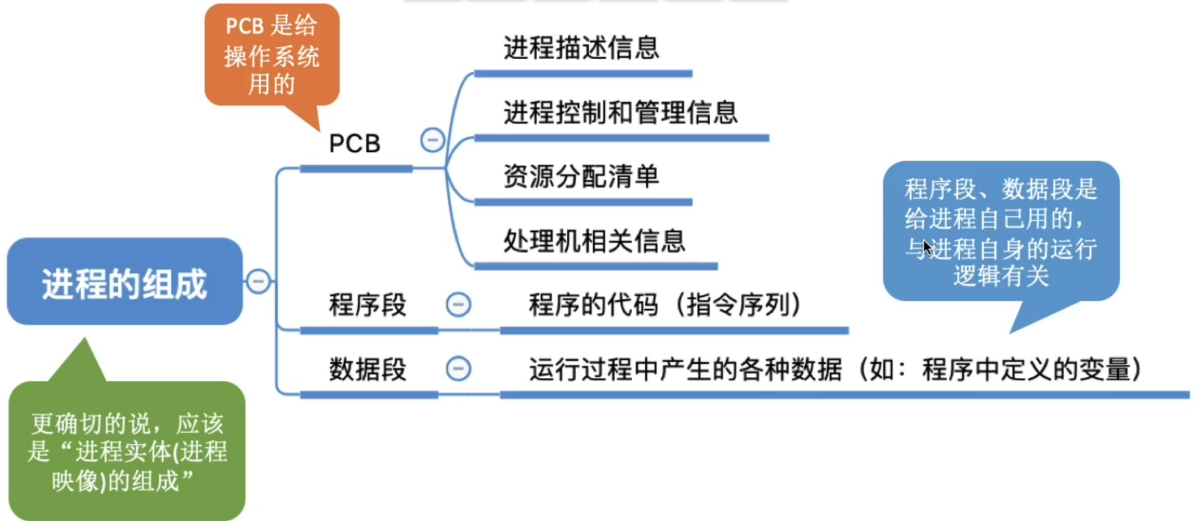 PCB 是给
操作系统
用的
进程描述信息
进程控制和管理信息
PCB
资源分配清单
处理机相关信息
程序段、数据段是
给进程自己用的，
与进程自身的运行
逻辑有关
进程的组成
程序段
程序的代码（指令序列）
数据段
运行过程中产生的各种数据（如：程序中定义的变量）
更确切的说，应该
是“进程实体(进程
映像)的组成”